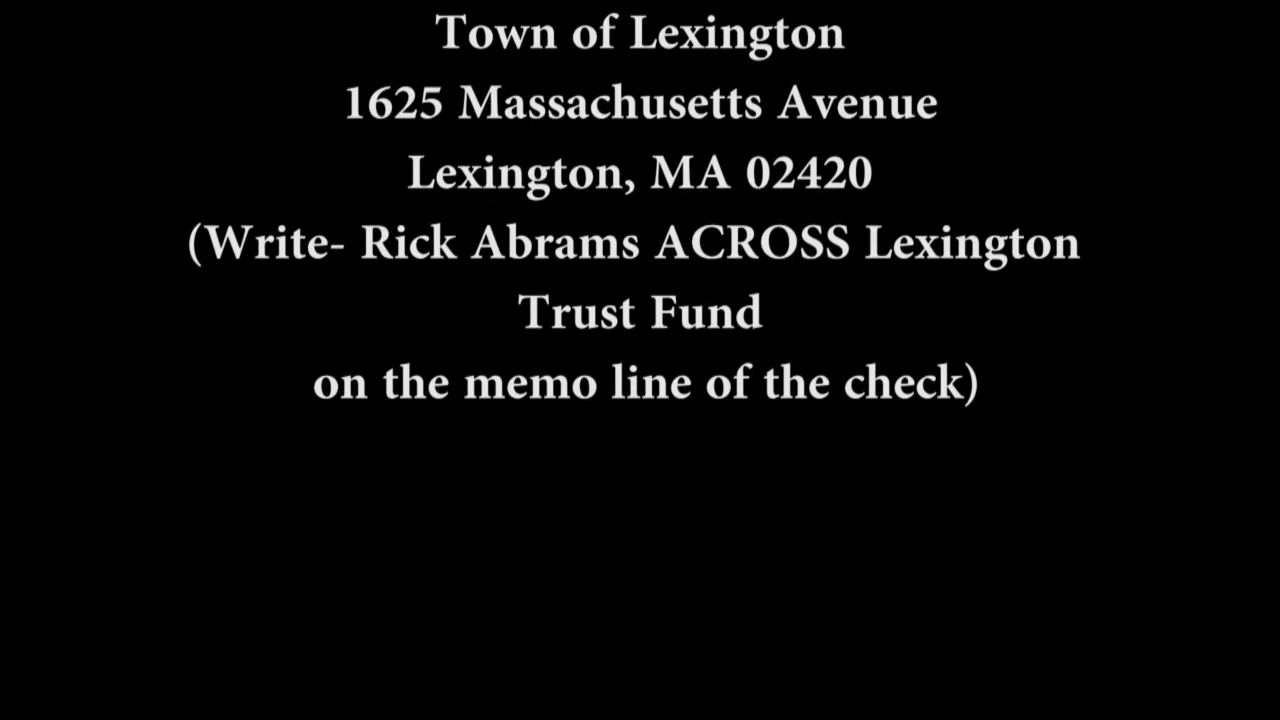 Town of Lexington
1625 Massachusetts Avenue
Lexington, MA 02420
(Write- Rick Abrams ACROSS Lexington
Trust Fund
on the memo line of the check)